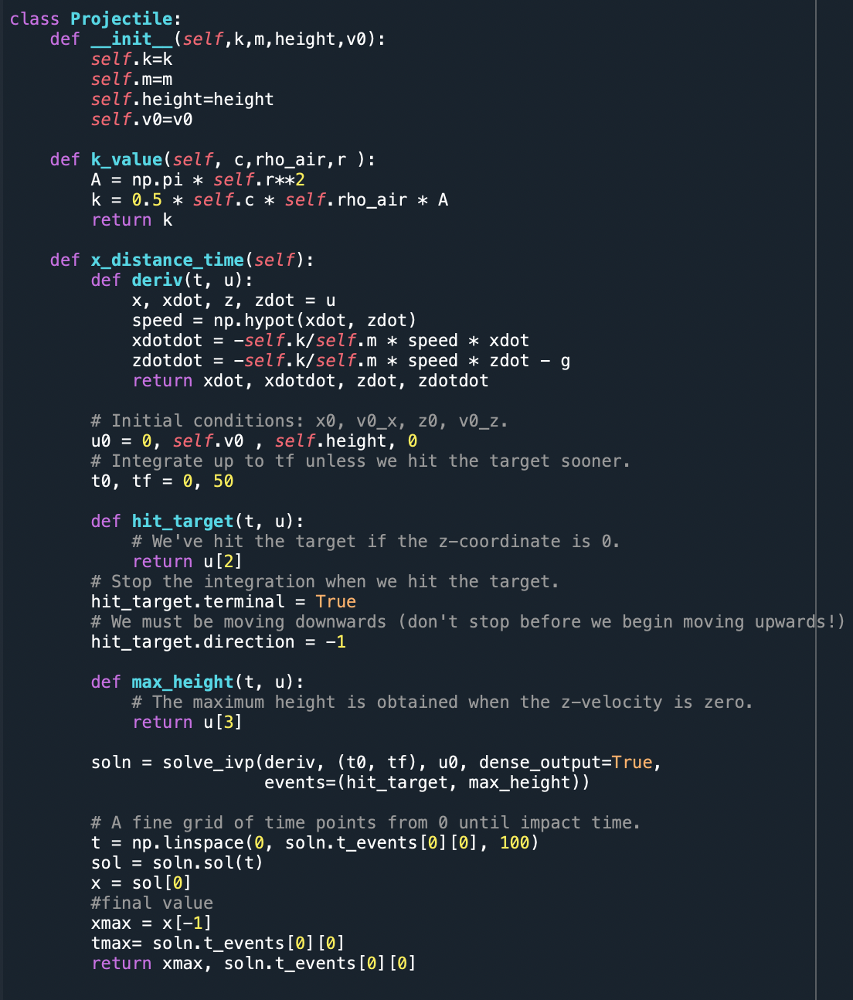 class Projectile:
    def __init__(self,k,m,height,v0):
        self.k=k
        self.m=m
        self.height=height
        self.v0=v0

    def k_value(self, c,rho_air,r ):
        A = np.pi * self.r**2
        k = 0.5 * self.c * self.rho_air * A
        return k

    def x_distance_time(self):
        def deriv(t, u):
            x, xdot, z, zdot = u
            speed = np.hypot(xdot, zdot)
            xdotdot = -self.k/self.m * speed * xdot
            zdotdot = -self.k/self.m * speed * zdot - g
            return xdot, xdotdot, zdot, zdotdot

        # Initial conditions: x0, v0_x, z0, v0_z.
        u0 = 0, self.v0 , self.height, 0
        # Integrate up to tf unless we hit the target sooner.
        t0, tf = 0, 50

        def hit_target(t, u):
            # We've hit the target if the z-coordinate is 0.
            return u[2]
        # Stop the integration when we hit the target.
        hit_target.terminal = True
        # We must be moving downwards (don't stop before we begin moving upwards!)
        hit_target.direction = -1

        def max_height(t, u):
            # The maximum height is obtained when the z-velocity is zero.
            return u[3]

        soln = solve_ivp(deriv, (t0, tf), u0, dense_output=True,
                         events=(hit_target, max_height))

        # A fine grid of time points from 0 until impact time.
        t = np.linspace(0, soln.t_events[0][0], 100)
        sol = soln.sol(t)
        x = sol[0]
        #final value
        xmax = x[-1]
        tmax= soln.t_events[0][0]
        return xmax, soln.t_events[0][0]